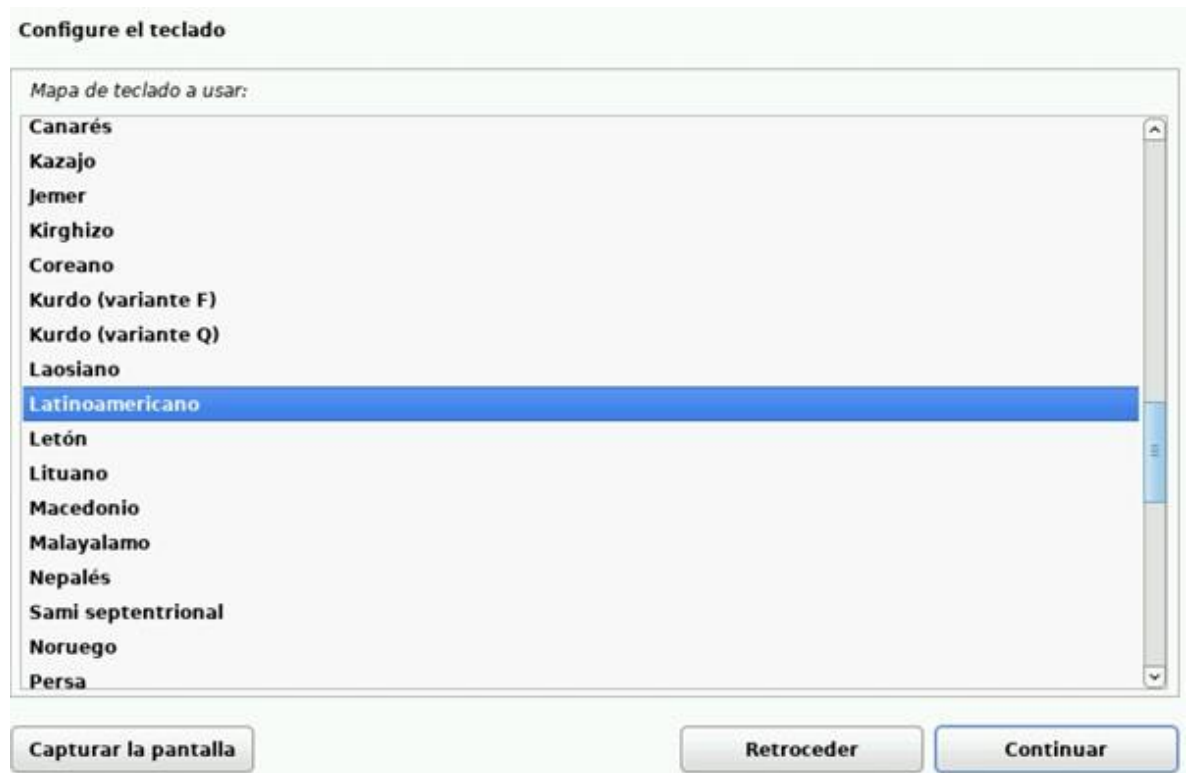 Configure el teclado
Mapa de teclado a usar:
Canarés
Kazajo
Jemer
Kirghizo
Coreano
Kurdo (variante F)
Kurdo (variante Q)
Laosiano
Latinoamericano
Letón
Lituano
Macedonio
Malayalamo
Nepalés
Sami septentrional
Noruego
Persa
Capturar la pantalla
Retroceder
Continuar